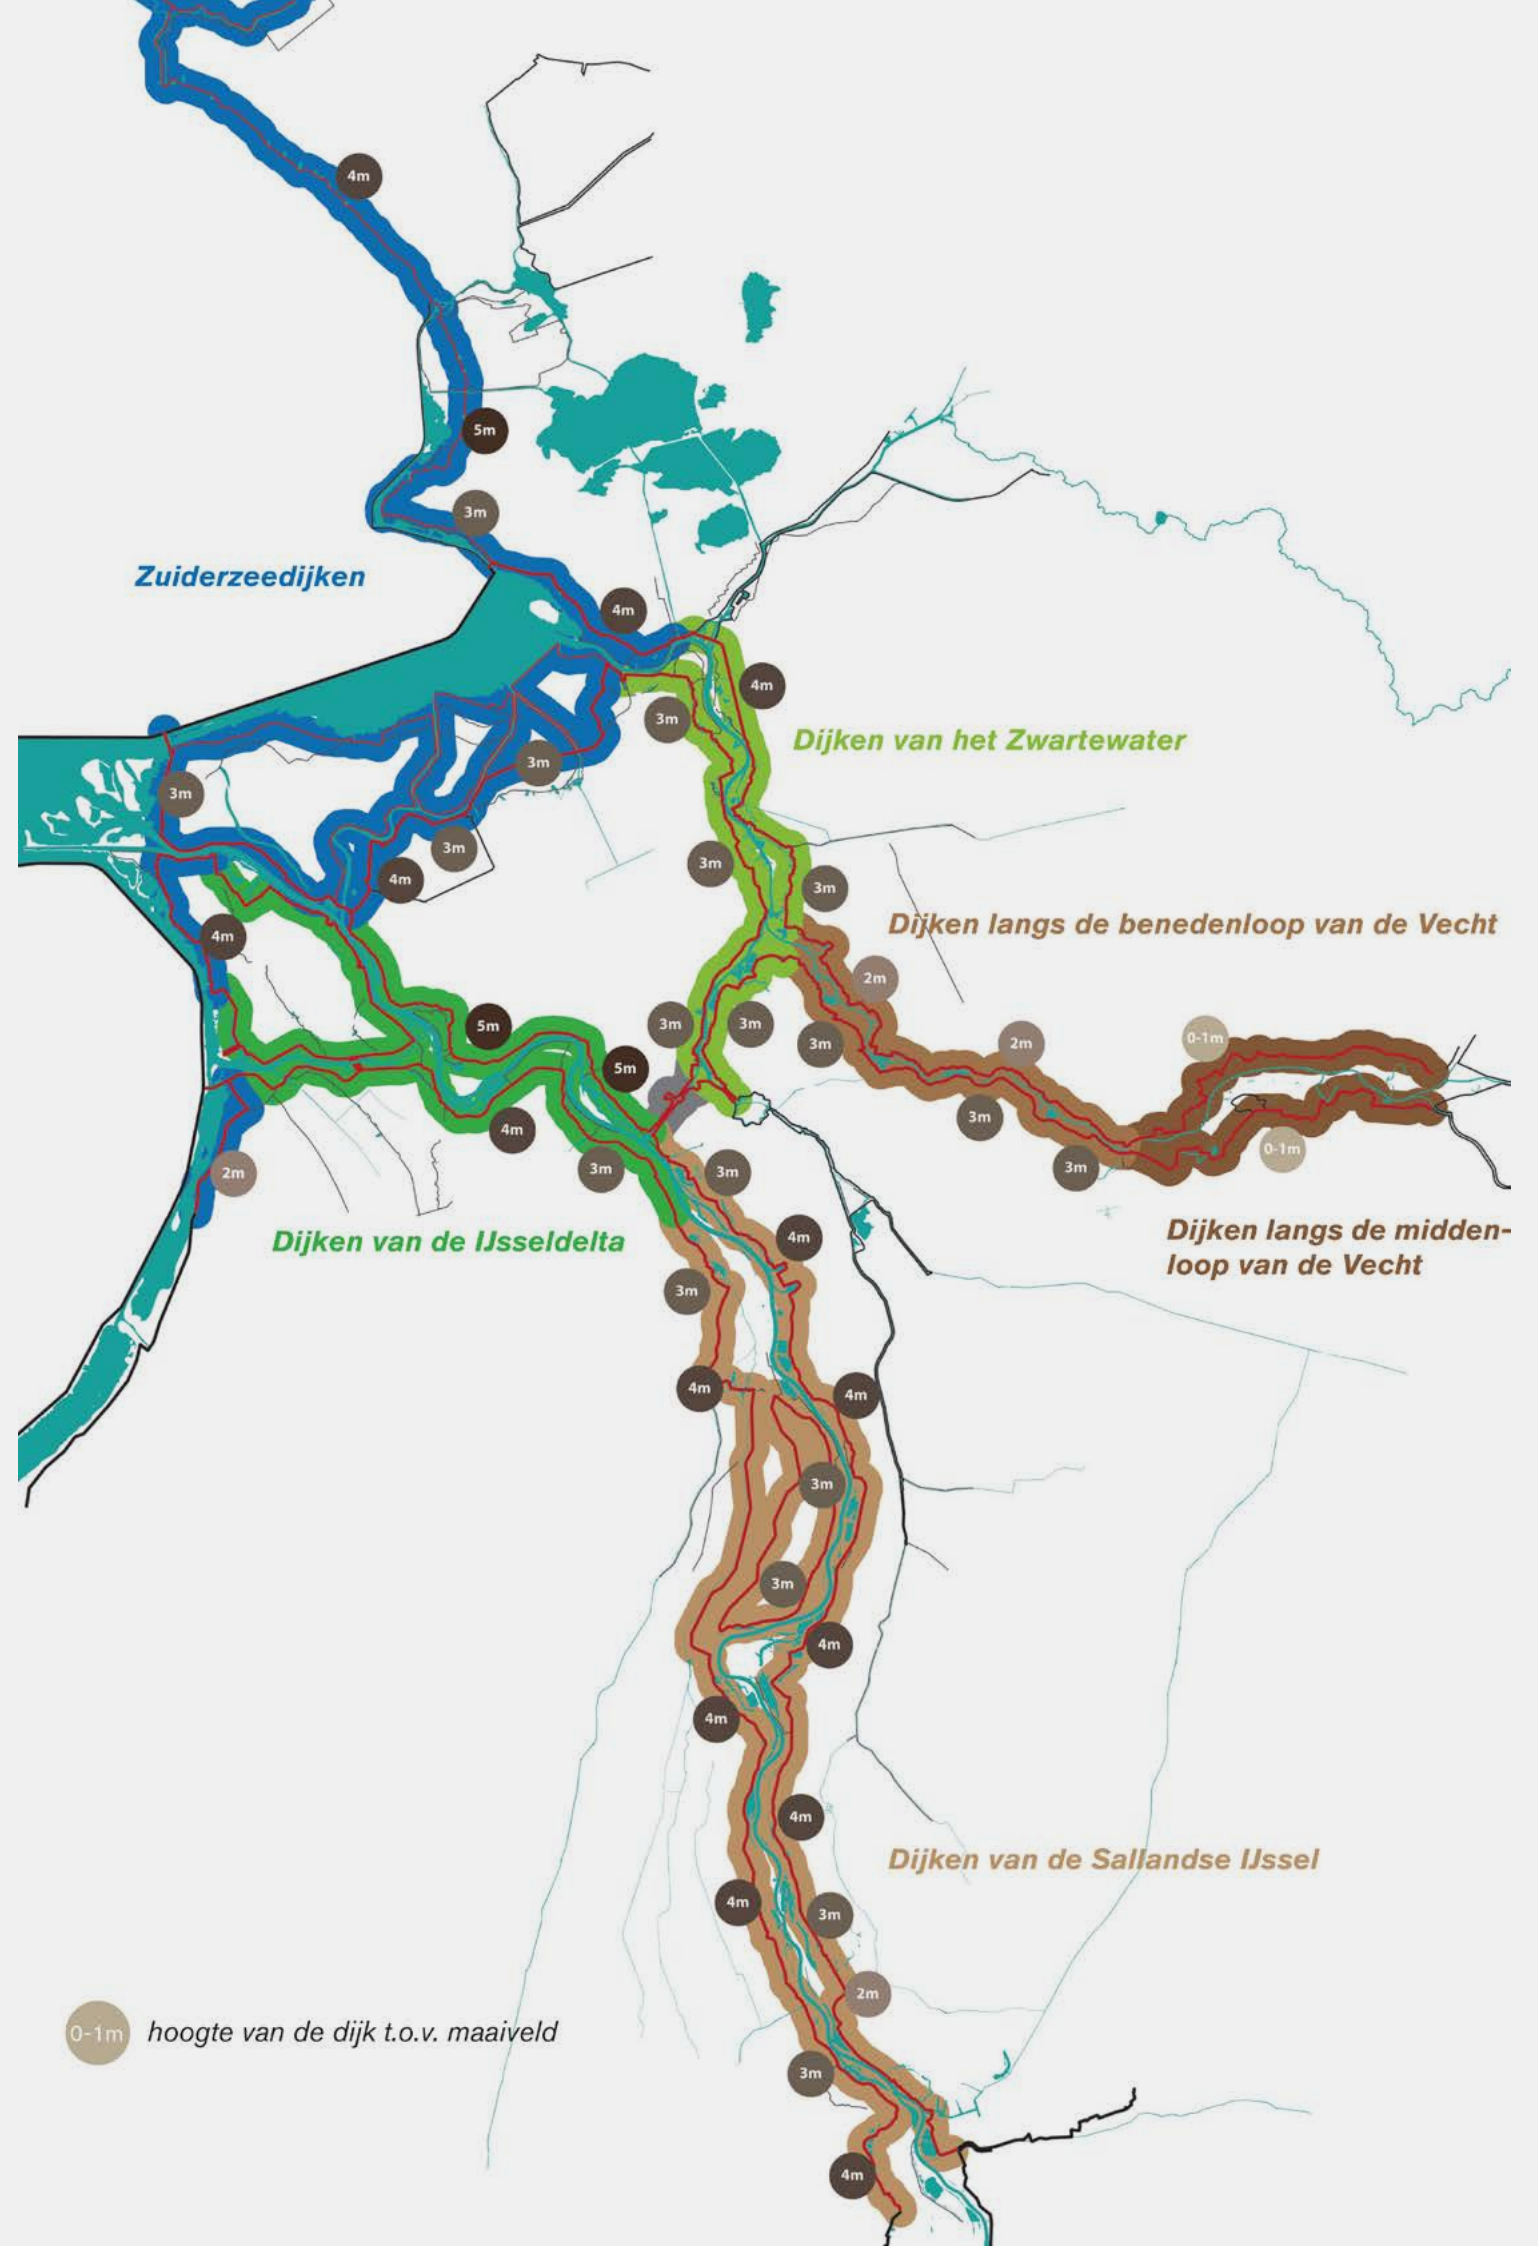 4m
5m
3m
Zuiderzeedijken
4m
4m
3m
Dijken van het Zwartewater
3m
3m
3m
4m
3m
3m
Dijken langs de benedenloop van de Vecht
4m
2m
3m
3m
5m
3m
2m
0-1m
5m
3m
4m
0-1m
3m
3m
3m
2m
Dijken van de IJsseldelta
4m
Dijken langs de midden-
loop van de Vecht
3m
4m
4m
3m
3m
4m
4m
4m
Dijken van de Sallandse IJssel
4m
3m
2m
0-1m hoogte van de dijk t.o.v. maaiveld
3m
4m